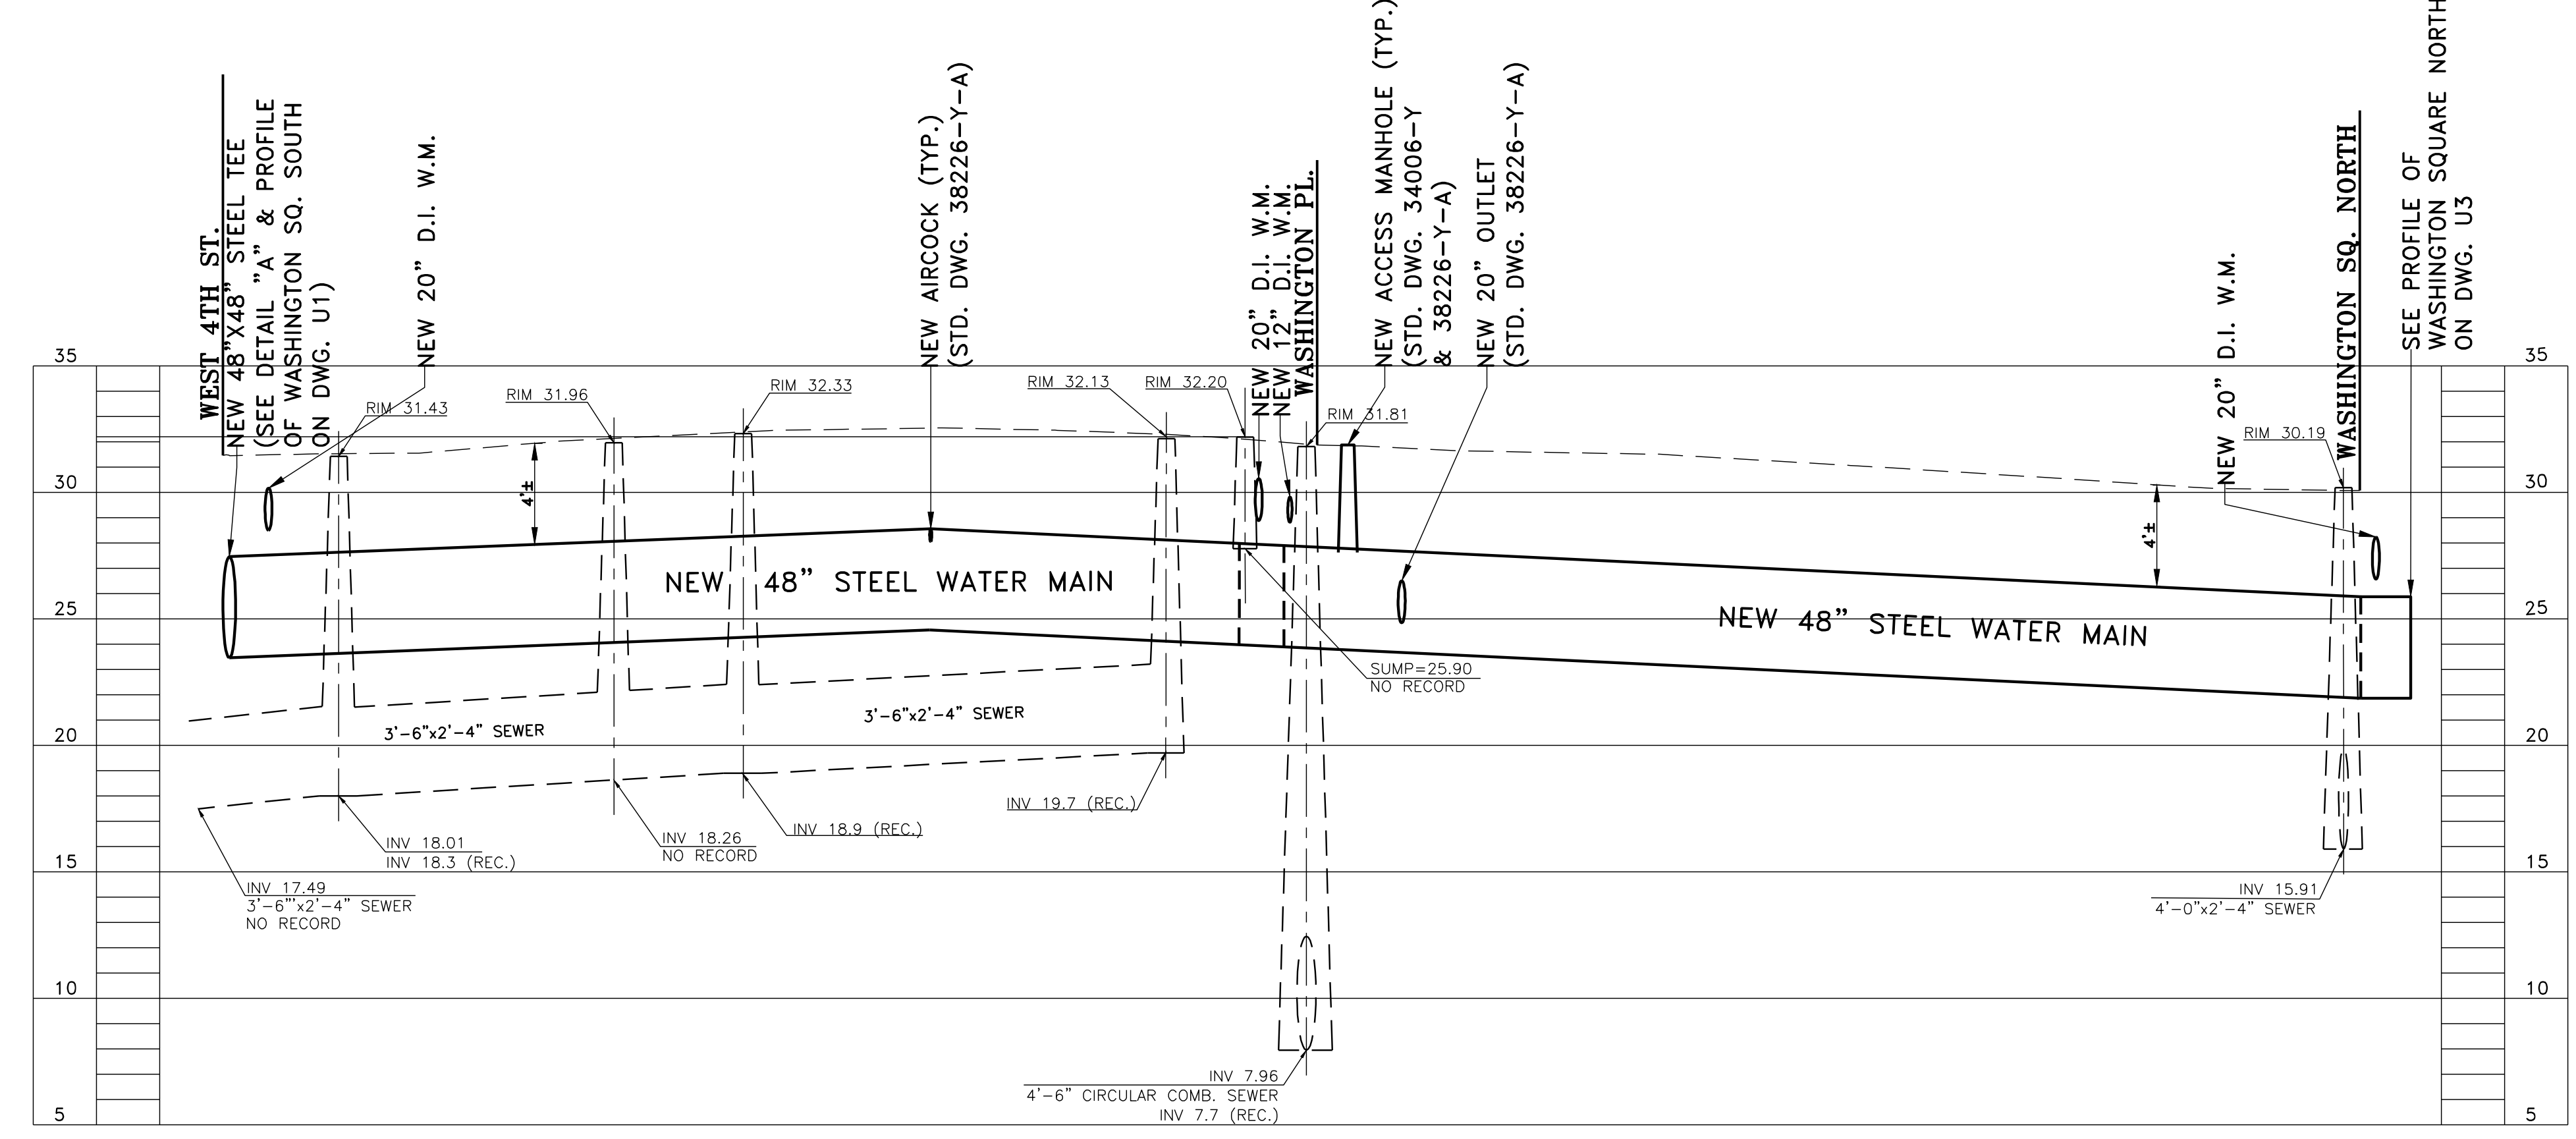 WEST 4TH ST.
NEW 48”X48” STEEL TEE
(SEE DETAIL ”A” & PROFILE
OF WASHINGTON SQ. SOUTH
ON DWG. U1)
NEW 20” D.I. W.M.
NEW AIRCOCK (TYP.)
(STD. DWG. 38226-Y-A)
NEW 20” D.I. W.M.
NEW 12” D.I. W.M.
WASHINGTON PL.
NEW ACCESS MANHOLE (TYP.)
(STD. DWG. 34006-Y
& 38226-Y-A)
NEW 20” OUTLET
(STD. DWG. 38226-Y-A)
NEW 20” D.I. W.M.
WASHINGTON SQ. NORTH
SEE PROFILE OF
WASHINGTON SQUARE NORTH
ON DWG. U3
35
35
RIM 31.43
RIM 31.96
RIM 32.33
RIM 32.13
RIM 32.20
RIM 31.81
RIM 30.19
30
30
4'±
4'±
NEW 48” STEEL WATER MAIN
NEW 48” STEEL WATER MAIN
25
25
SUMP=25.90
NO RECORD
3'-6”x2'-4” SEWER
3'-6”x2'-4” SEWER
20
20
INV 19.7 (REC.)
INV 18.9 (REC.)
INV 18.26
NO RECORD
INV 18.01
INV 18.3 (REC.)
15
15
INV 17.49
3'-6”'x2'-4” SEWER
NO RECORD
INV 15.91
4'-0”x2'-4” SEWER
10
10
INV 7.96
4'-6” CIRCULAR COMB. SEWER
INV 7.7 (REC.)
5
5